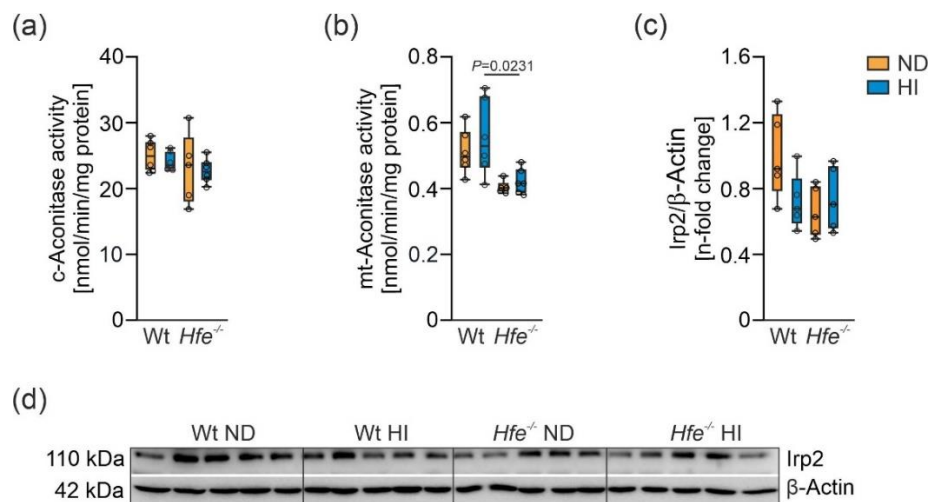 (a)
(b)
(c)
c-Aconitase activity
[nmol/min/mg protein]
40
30
20
10
0
Wt Hfe-/-
mt-Aconitase activity
[nmol/min/mg protein]
0.8
0.6
0.4
0.2
0
P=0.0231
Wt Hfe-/-
Irp2/β-Actin
[n-fold change]
1.6
1.2
0.8
0.4
0
Wt Hfe-/-
ND
HI
(d)
Wt ND Wt HI Hfe-/- ND Hfe-/- HI
110 kDa Irp2
42 kDa β-Actin